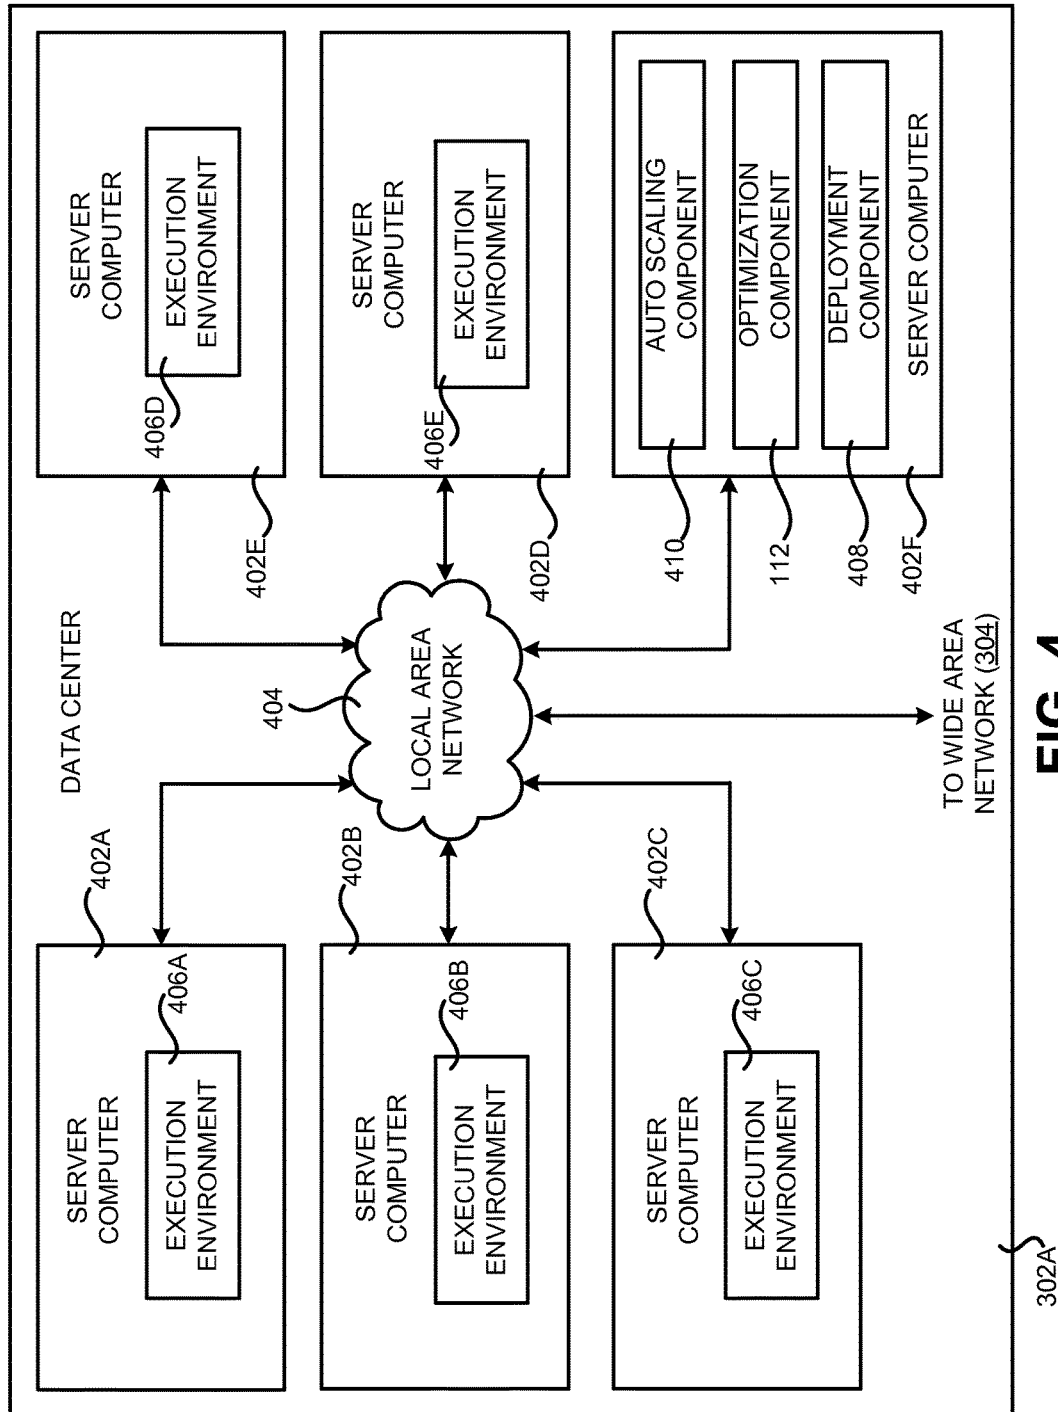 DATA CENTER
402A
SERVER
COMPUTER
406A
EXECUTION
ENVIRONMENT
402B
SERVER
COMPUTER
406B
EXECUTION
ENVIRONMENT
402C
SERVER
COMPUTER
406C
EXECUTION
ENVIRONMENT
404
LOCAL AREA
NETWORK
TO WIDE AREA
NETWORK (304)
SERVER
COMPUTER
EXECUTION
ENVIRONMENT
406D
402E
SERVER
COMPUTER
EXECUTION
ENVIRONMENT
406E
402D
AUTO SCALING
COMPONENT
410
OPTIMIZATION
COMPONENT
112
DEPLOYMENT
COMPONENT
408
SERVER COMPUTER
402F
302A
FIG. 4